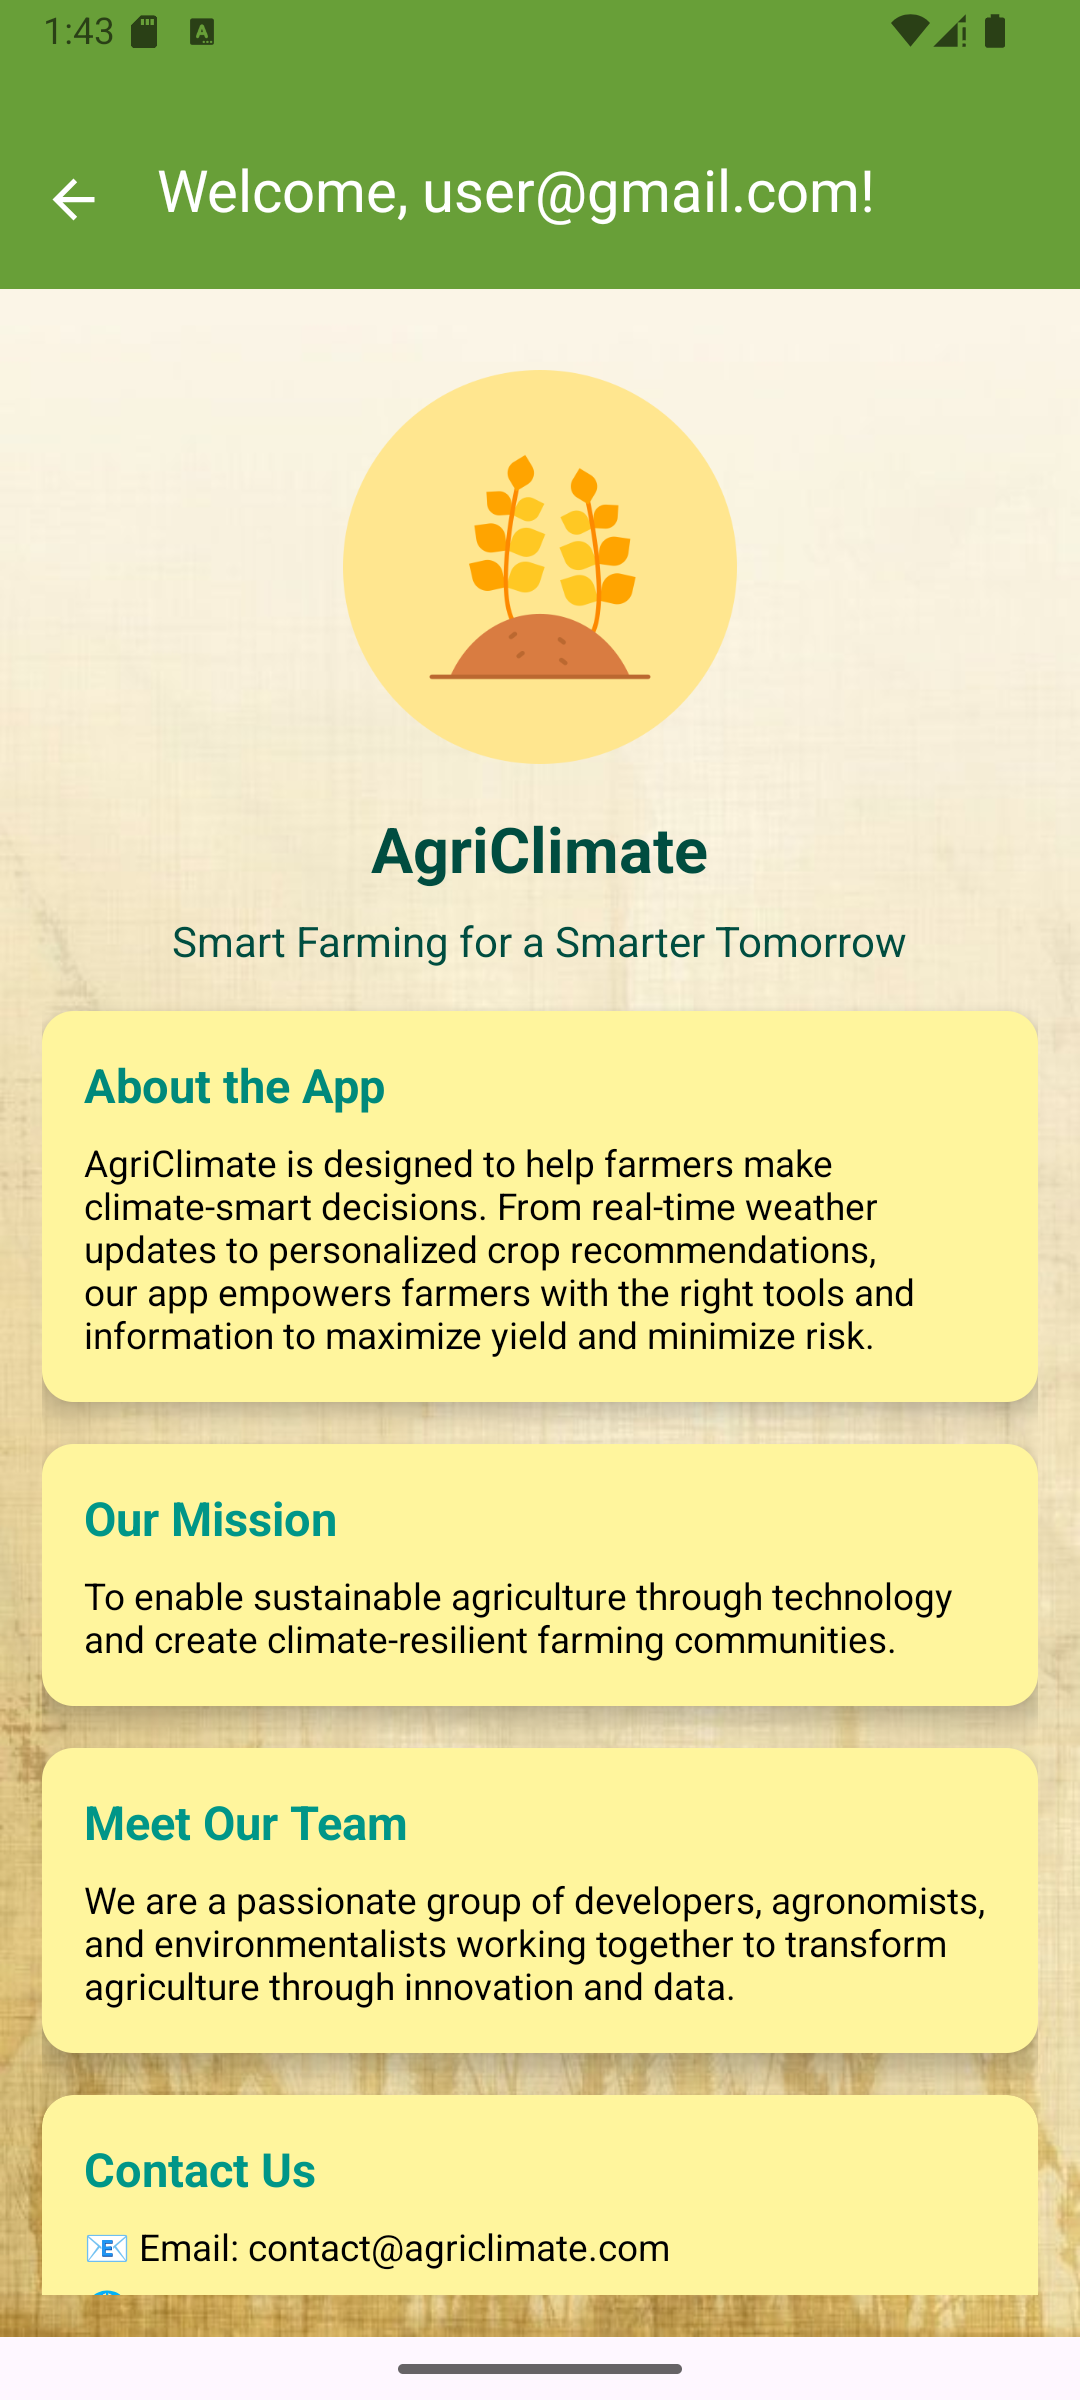 1:43
Welcome, user@gmail.com!
AgriClimate
Smart Farming for a Smarter Tomorrow
About the App
AgriClimate is designed to help farmers make
climate-smart decisions. From real-time weather
updates to personalized crop recommendations,
our app empowers farmers with the right tools and
information to maximize yield and minimize risk.
Our Mission
To enable sustainable agriculture through technology
and create climate-resilient farming communities.
Meet Our Team
We are a passionate group of developers, agronomists,
and environmentalists working together to transform
agriculture through innovation and data.
Contact Us
📧 Email: contact@agriclimate.com